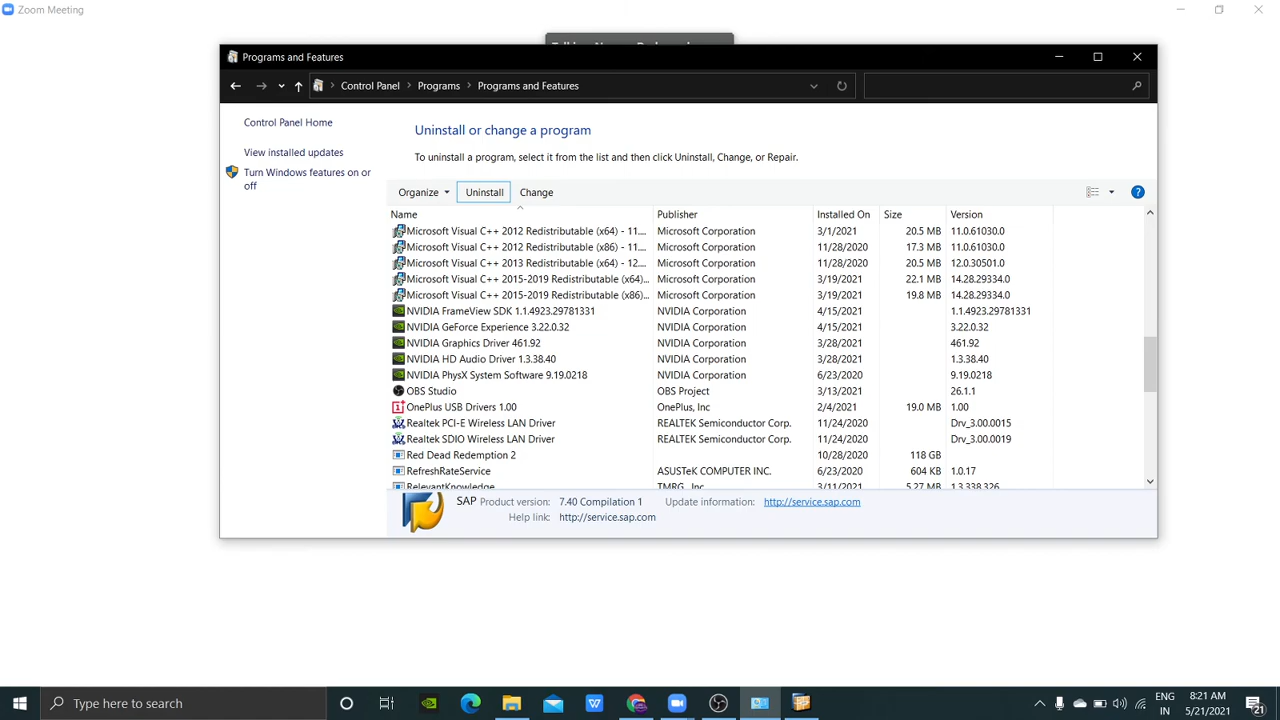 Zoom Meeting
Programs and Features
Control Panel > Programs > Programs and Features
Control Panel Home
View installed updates
Turn Windows features on or off
Uninstall or change a program
To uninstall a program, select it from the list and then click Uninstall, Change, or Repair.
Organize Uninstall Change
Name Publisher Installed On Size Version
Microsoft Visual C++ 2012 Redistributable (x64) - 11.... Microsoft Corporation 3/1/2021 20.5 MB 11.0.61030.0
Microsoft Visual C++ 2012 Redistributable (x86) - 11.... Microsoft Corporation 11/28/2020 17.3 MB 11.0.61030.0
Microsoft Visual C++ 2013 Redistributable (x64) - 12.... Microsoft Corporation 11/28/2020 20.5 MB 12.0.30501.0
Microsoft Visual C++ 2015-2019 Redistributable (x64)... Microsoft Corporation 3/19/2021 22.1 MB 14.28.29334.0
Microsoft Visual C++ 2015-2019 Redistributable (x86)... Microsoft Corporation 3/19/2021 19.8 MB 14.28.29334.0
NVIDIA FrameView SDK 1.1.4923.29781331 NVIDIA Corporation 4/15/2021 1.1.4923.29781331
NVIDIA GeForce Experience 3.22.0.32 NVIDIA Corporation 4/15/2021 3.22.0.32
NVIDIA Graphics Driver 461.92 NVIDIA Corporation 3/28/2021 461.92
NVIDIA HD Audio Driver 1.3.38.40 NVIDIA Corporation 3/28/2021 1.3.38.40
NVIDIA PhysX System Software 9.19.0218 NVIDIA Corporation 6/23/2020 9.19.0218
OBS Studio OBS Project 3/13/2021 26.1.1
OnePlus USB Drivers 1.00 OnePlus, Inc 2/4/2021 19.0 MB 1.00
Realtek PCI-E Wireless LAN Driver REALTEK Semiconductor Corp. 11/24/2020 Drv_3.00.0015
Realtek SDIO Wireless LAN Driver REALTEK Semiconductor Corp. 11/24/2020 Drv_3.00.0019
Red Dead Redemption 2 10/28/2020 118 GB
RefreshRateService ASUSTeK COMPUTER INC. 6/23/2020 604 KB 1.0.17
RelevantKnowledge TMRG, Inc. 3/11/2021 5.27 MB 1.3.338.326
SAP Product version: 7.40 Compilation 1 Update information: http://service.sap.com
Help link: http://service.sap.com
Type here to search
ENG 8:21 AM
IN 5/21/2021 21